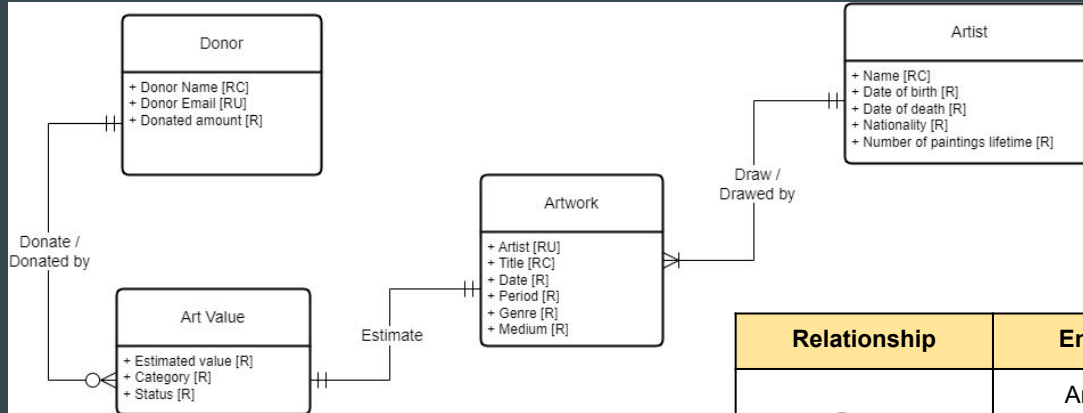 Donor
+ Donor Name [RC]
+ Donor Email [RU]
+ Donated amount [R]
Artist
+ Name [RC]
+ Date of birth [R]
+ Date of death [R]
+ Nationality [R]
+ Number of paintings lifetime [R]
Draw /
Drawed by
Artwork
+ Artist [RU]
+ Title [RC]
+ Date [R]
+ Period [R]
+ Genre [R]
+ Medium [R]
Donate /
Donated by
Art Value
+ Estimated value [R]
+ Category [R]
+ Status [R]
Estimate
Relationship